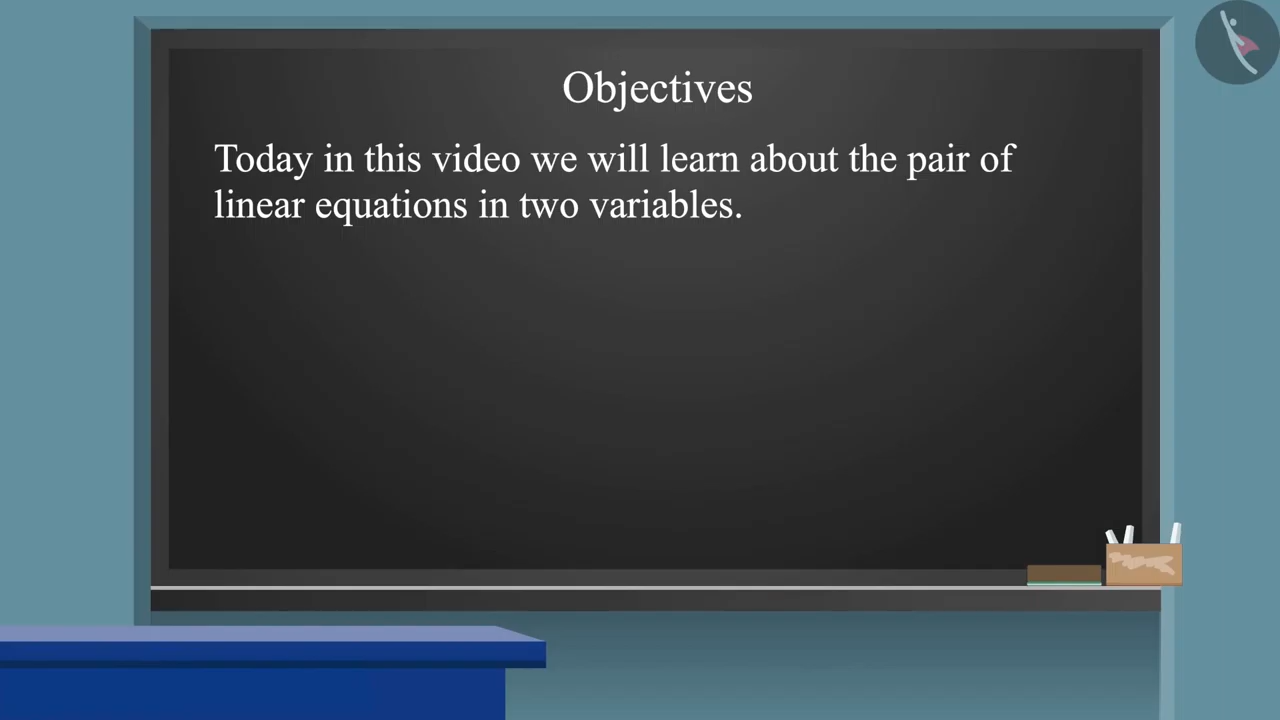 Objectives
Today in this video we will learn about the pair of
linear equations in two variables.